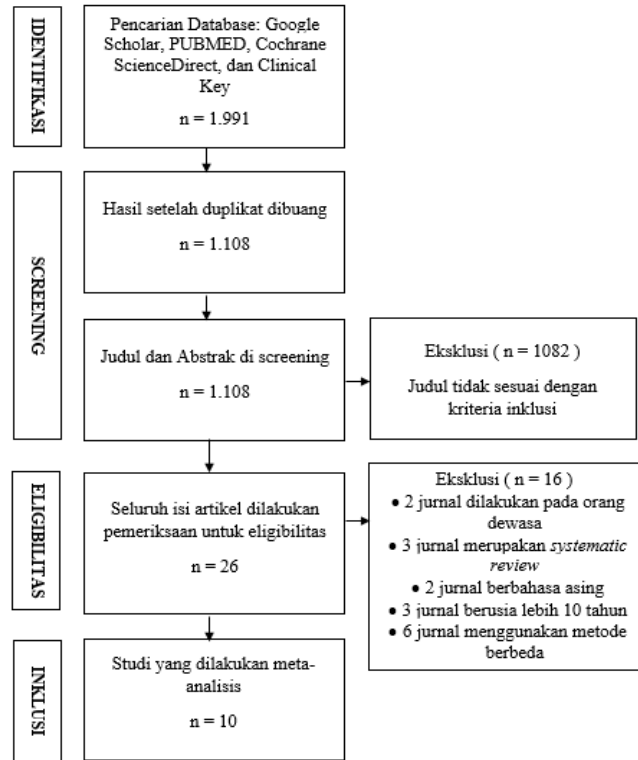 IDENTIFIKASI
Pencarian Database: Google
Scholar, PUBMED, Cochrane
ScienceDirect, dan Clinical
Key
n = 1.991
SCREENING
Hasil setelah duplikat dibuang
n = 1.108
Judul dan Abstrak di screening
n = 1.108
Eksklusi ( n = 1082 )
Judul tidak sesuai dengan
kriteria inklusi
ELIGIBILITAS
Seluruh isi artikel dilakukan
pemeriksaan untuk eligibilitas
n = 26
Eksklusi ( n = 16 )
• 2 jurnal dilakukan pada orang
dewasa
• 3 jurnal merupakan systematic
review
• 2 jurnal berbahasa asing
• 3 jurnal berusia lebih 10 tahun
• 6 jurnal menggunakan metode
berbeda
INKLUSI
Studi yang dilakukan meta-
analisis
n = 10